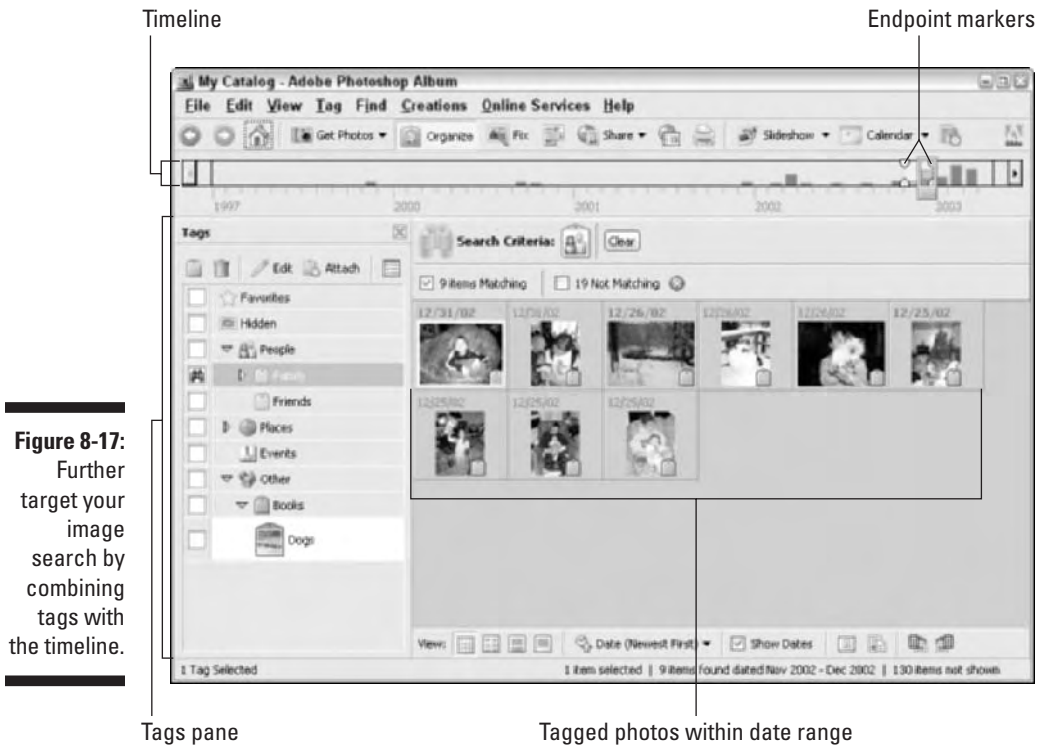 Timeline
Endpoint markers
My Catalog - Adobe Photoshop Album
File Edit View Tag Find Creations Online Services Help
Get Photos Organize Fix Share Slideshow Calendar
1997 2000 2001 2002 2003
Tags
Search Criteria: Clear
Edit Attach
9 items Matching 19 Not Matching
Favorites
Hidden
People
Family
Friends
Places
Events
Other
Books
Dogs
12/31/02 12/31/02 12/26/02 12/26/02 12/26/02 12/25/02
12/25/02 12/25/02 12/25/02
View: Date (Newest First) Show Dates
1 Tag Selected
1 item selected | 9 items found dated Nov 2002 - Dec 2002 | 130 items not shown
Figure 8-17:
Further
target your
image
search by
combining
tags with
the timeline.
Tags pane
Tagged photos within date range